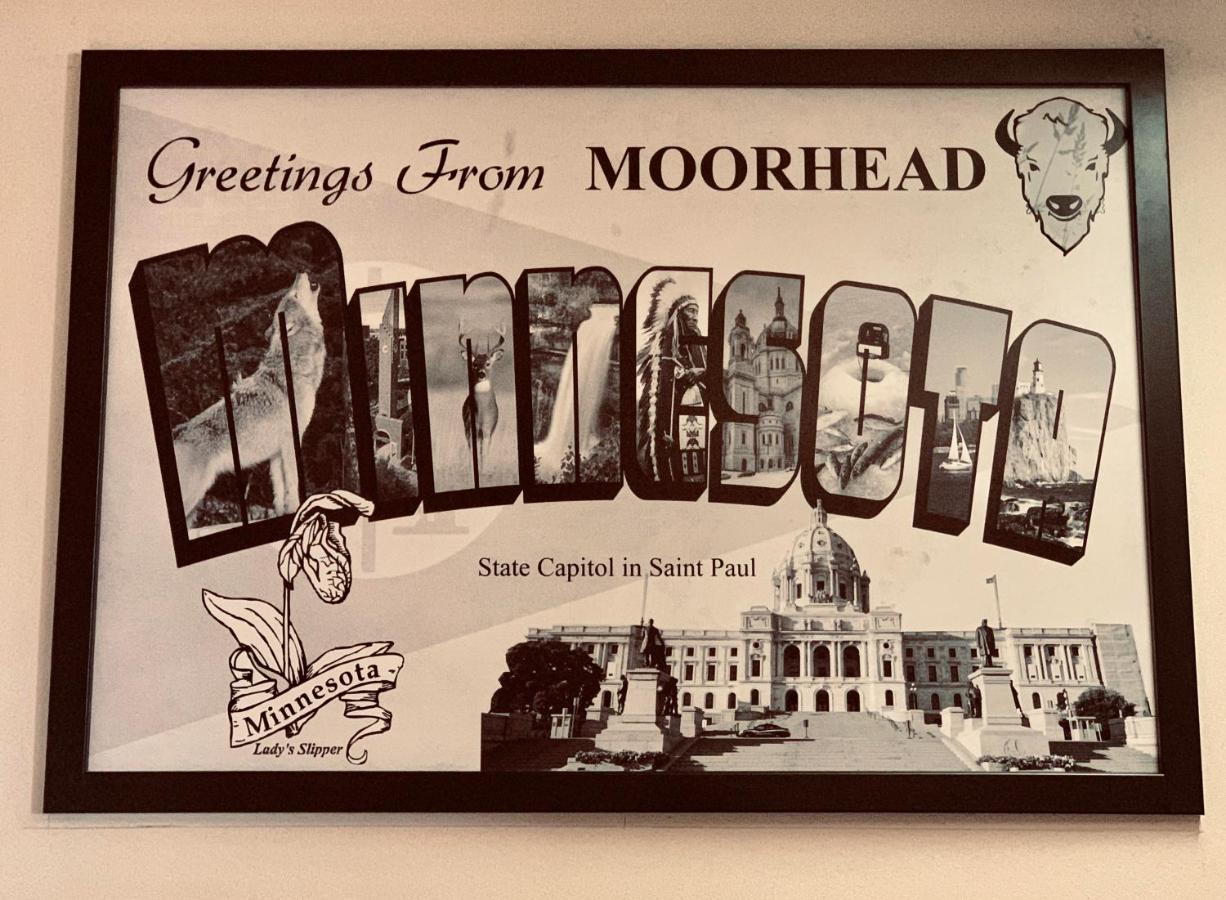 Greetings From MOORHEAD
Minnesota
State Capitol in Saint Paul
Minnesota
Lady's Slipper